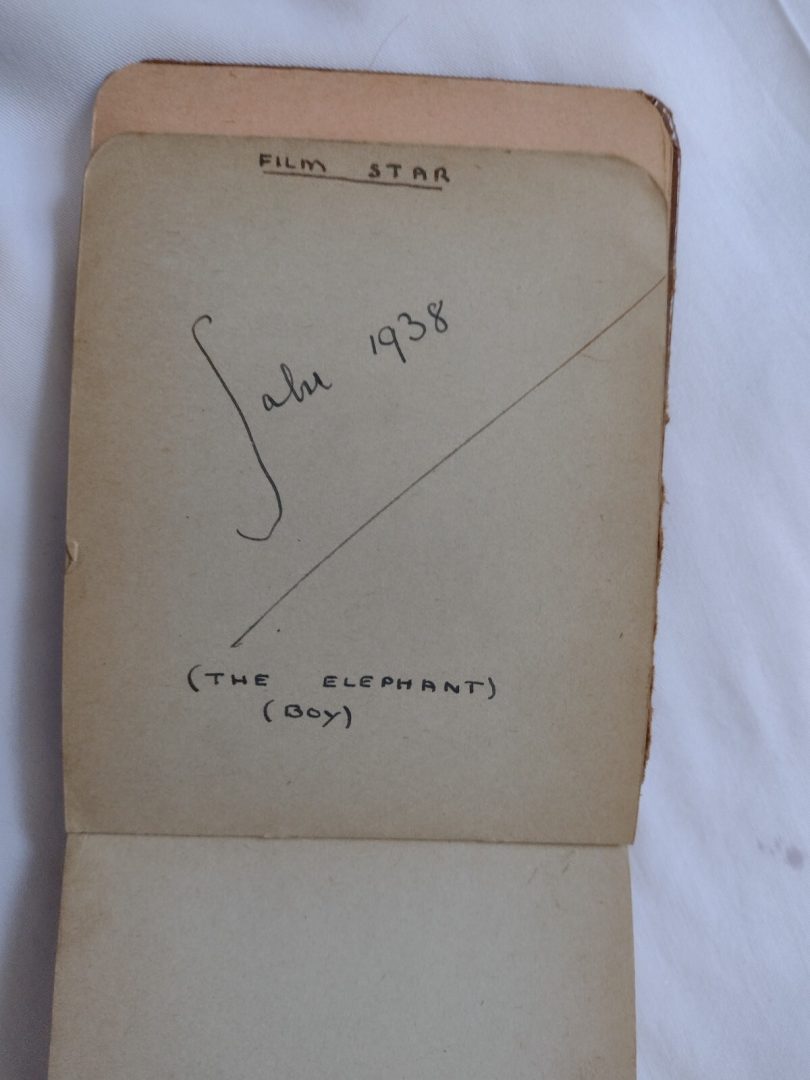 FILM STAR
Sabu 1938
(THE ELEPHANT)
(BOY)